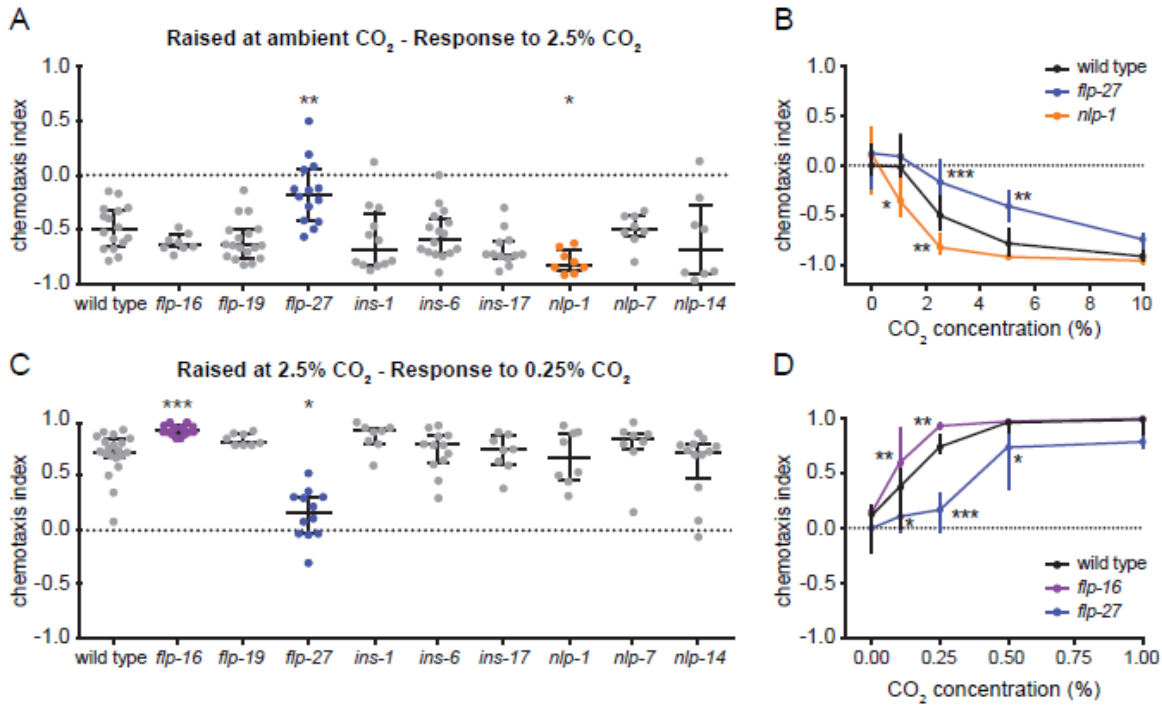 A
Raised at ambient CO₂ - Response to 2.5% CO₂
chemotaxis index
1.0
0.5
0.0
-0.5
-1.0
**
*
wild type flp-16 flp-19 flp-27 ins-1 ins-6 ins-17 nlp-1 nlp-7 nlp-14
B
chemotaxis index
1.0
0.5
0.0
-0.5
-1.0
wild type
flp-27
nlp-1
***
*
**
**
0 2 4 6 8 10
CO₂ concentration (%)
C
Raised at 2.5% CO₂ - Response to 0.25% CO₂
chemotaxis index
1.0
0.5
0.0
-0.5
-1.0
***
*
wild type flp-16 flp-19 flp-27 ins-1 ins-6 ins-17 nlp-1 nlp-7 nlp-14
D
chemotaxis index
1.0
0.5
0.0
-0.5
-1.0
**
**
*
***
*
wild type
flp-16
flp-27
0.00 0.25 0.50 0.75 1.00
CO₂ concentration (%)